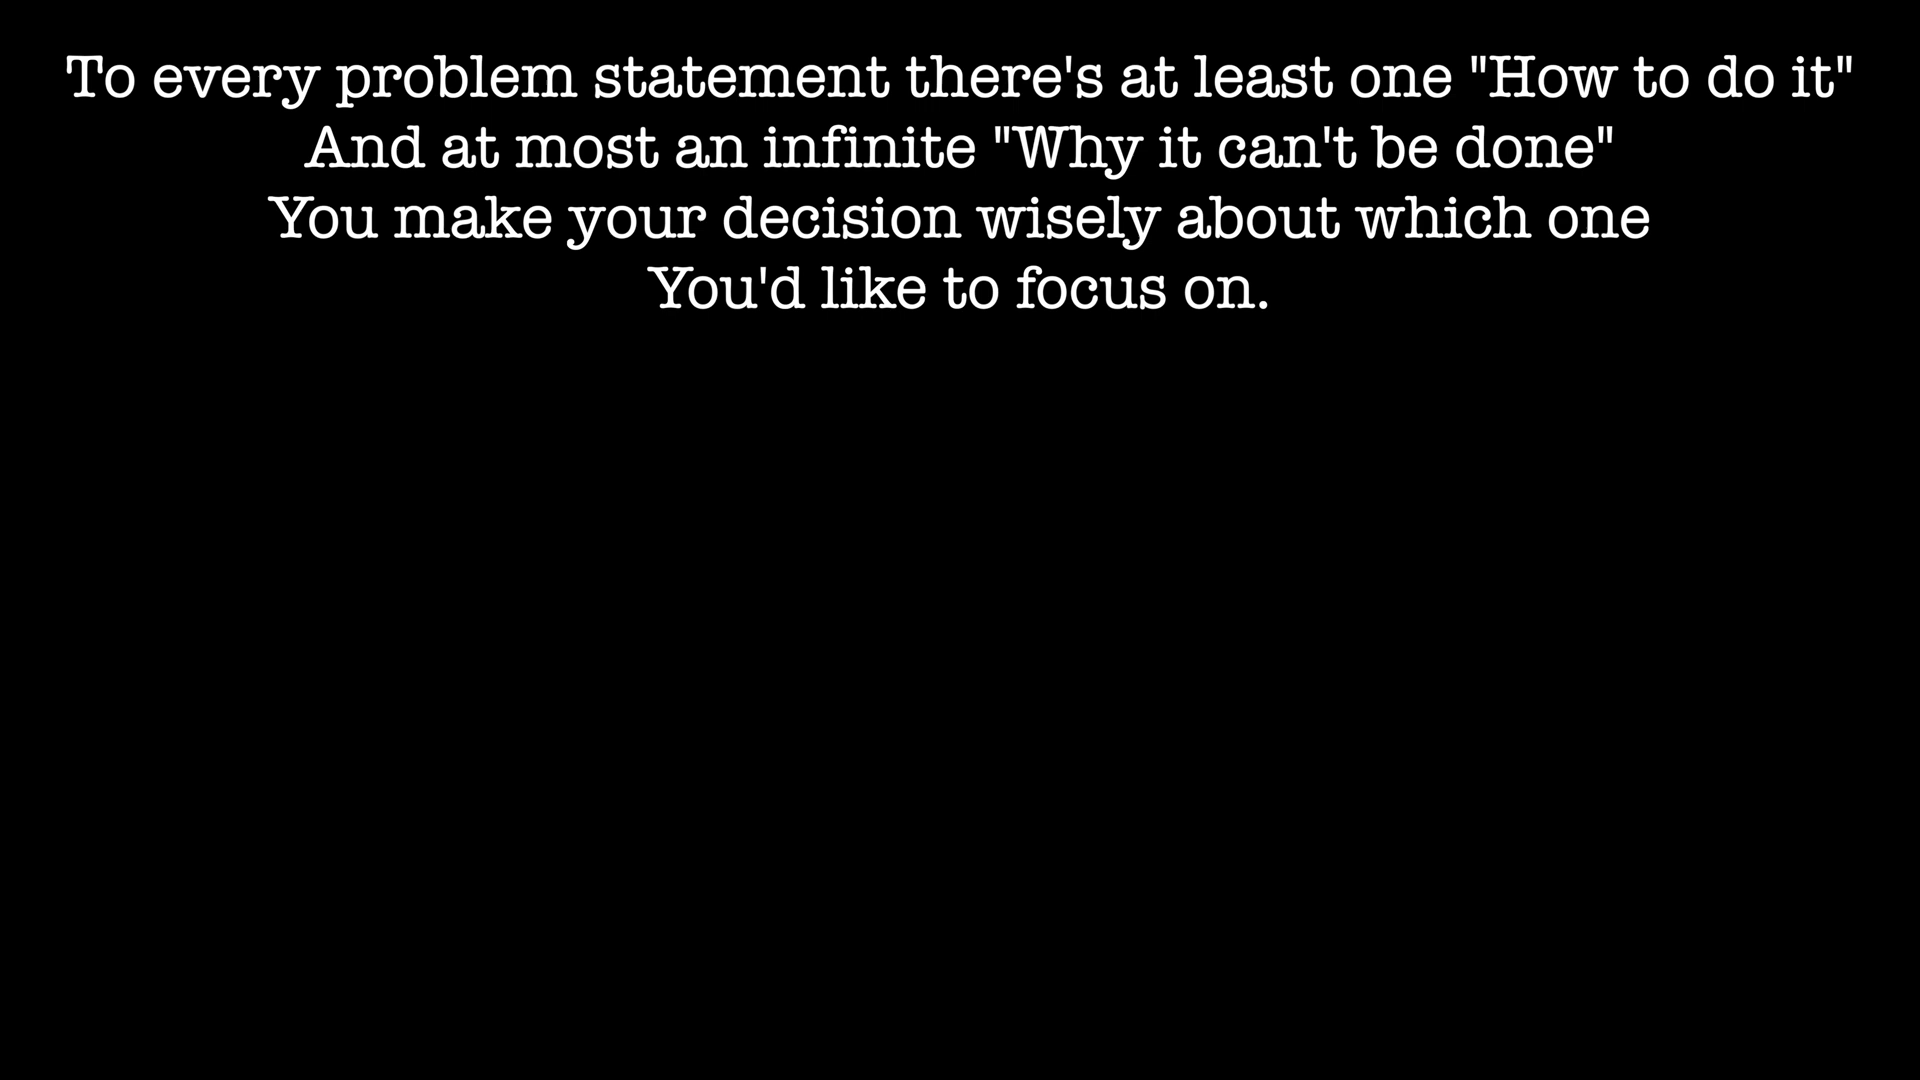 To every problem statement there's at least one "How to do it"
And at most an infinite "Why it can't be done"
You make your decision wisely about which one
You'd like to focus on.